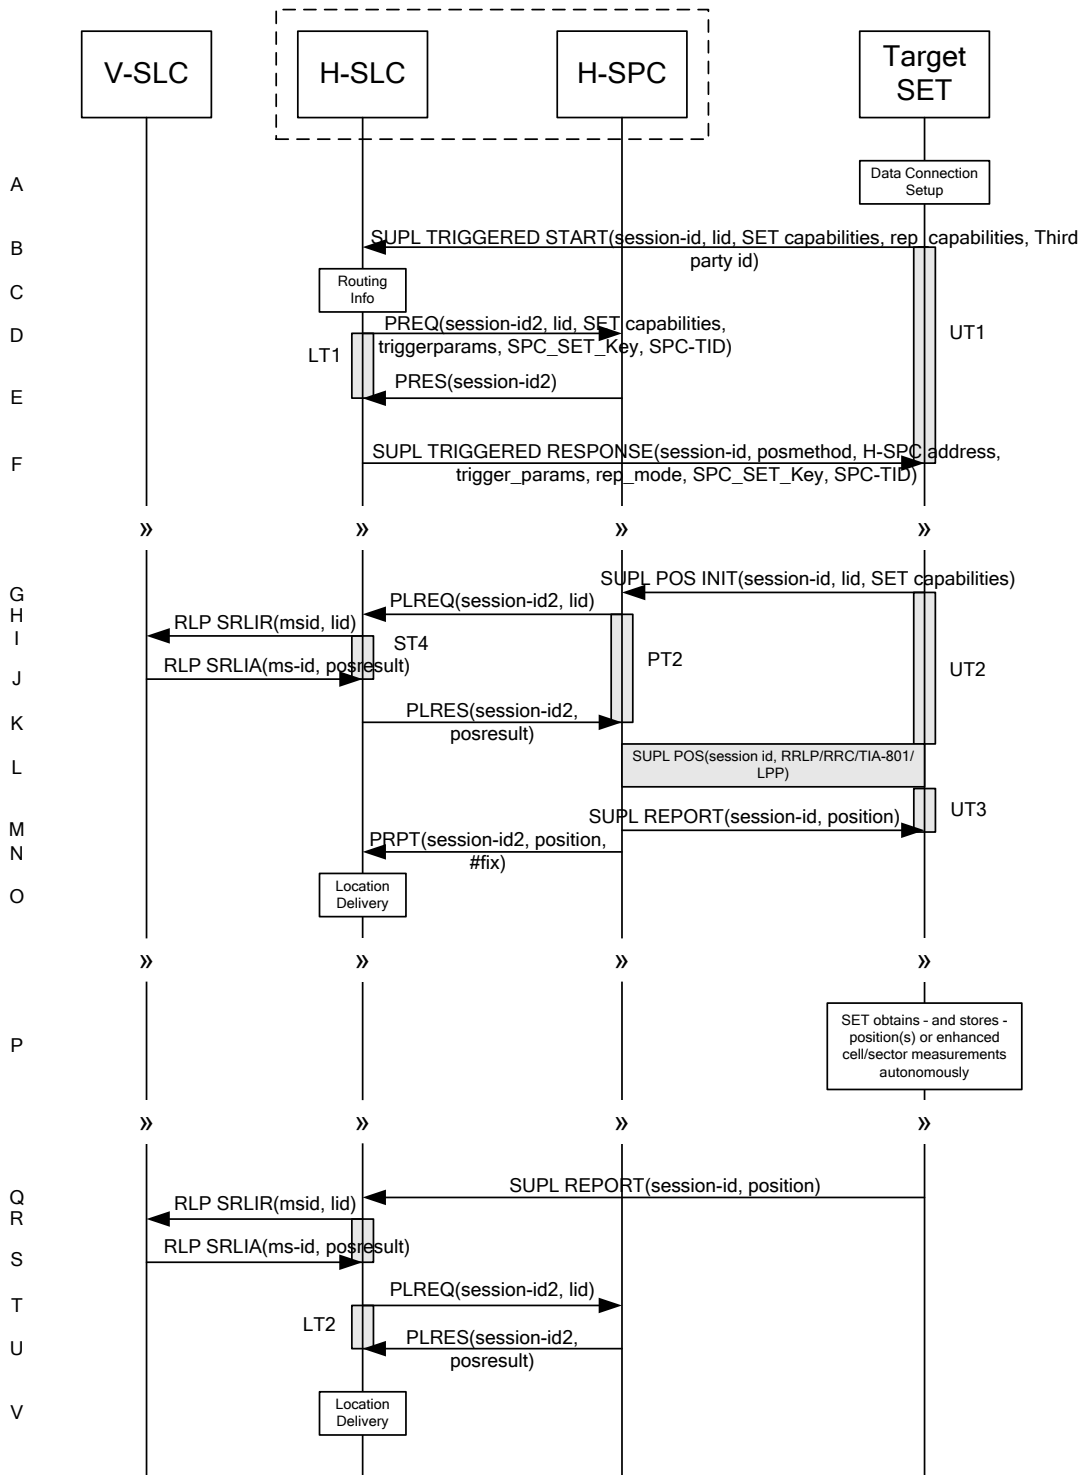 V-SLC
H-SLC
H-SPC
Target
SET
A
Data Connection
Setup
B
SUPL TRIGGERED START(session-id, lid, SET capabilities, rep_capabilities, Third
party id)
C
Routing
Info
D
PREQ(session-id2, lid, SET capabilities,
triggerparams, SPC_SET_Key, SPC-TID)
LT1
UT1
E
PRES(session-id2)
F
SUPL TRIGGERED RESPONSE(session-id, posmethod, H-SPC address,
trigger_params, rep_mode, SPC_SET_Key, SPC-TID)
» » » »
G
SUPL POS INIT(session-id, lid, SET capabilities)
H
PLREQ(session-id2, lid)
I
RLP SRLIR(msid, lid)
ST4
PT2
UT2
J
RLP SRLIA(ms-id, posresult)
K
PLRES(session-id2,
posresult)
L
SUPL POS(session id, RRLP/RRC/TIA-801/
LPP)
UT3
M
SUPL REPORT(session-id, position)
N
PRPT(session-id2, position,
#fix)
O
Location
Delivery
» » » »
P
SET obtains - and stores -
position(s) or enhanced
cell/sector measurements
autonomously
» » » »
Q
SUPL REPORT(session-id, position)
R
RLP SRLIR(msid, lid)
S
RLP SRLIA(ms-id, posresult)
T
PLREQ(session-id2, lid)
LT2
U
PLRES(session-id2,
posresult)
V
Location
Delivery